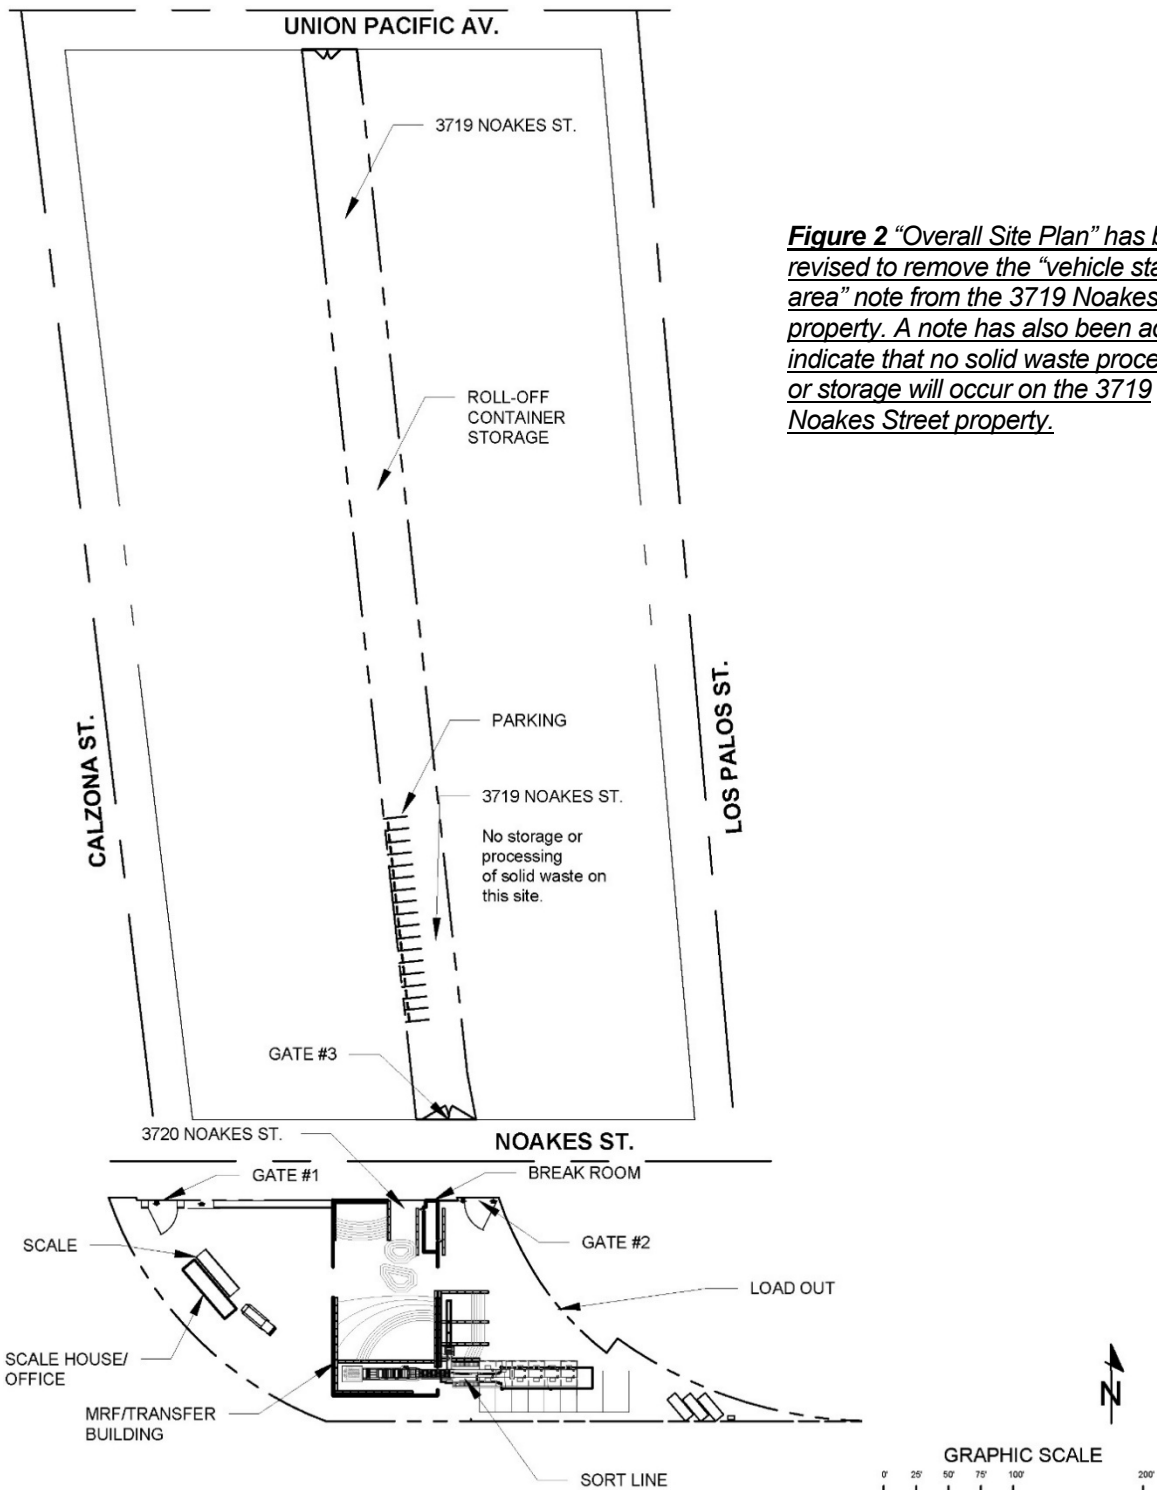 UNION PACIFIC AV.
3719 NOAKES ST.
Figure 2 “Overall Site Plan” has
revised to remove the “vehicle
area” note from the 3719 Noakes
property. A note has also been
indicate that no solid waste
or storage will occur on the 3719
Noakes Street property.
ROLL-OFF
CONTAINER
STORAGE
CALZONA ST.
LOS PALOS ST.
PARKING
3719 NOAKES ST.
No storage or
processing
of solid waste on
this site.
GATE #3
3720 NOAKES ST.
NOAKES ST.
GATE #1
BREAK ROOM
SCALE
GATE #2
LOAD OUT
SCALE HOUSE/
OFFICE
MRF/TRANSFER
BUILDING
SORT LINE
N
GRAPHIC SCALE
0' 25' 50' 75' 100' 200'